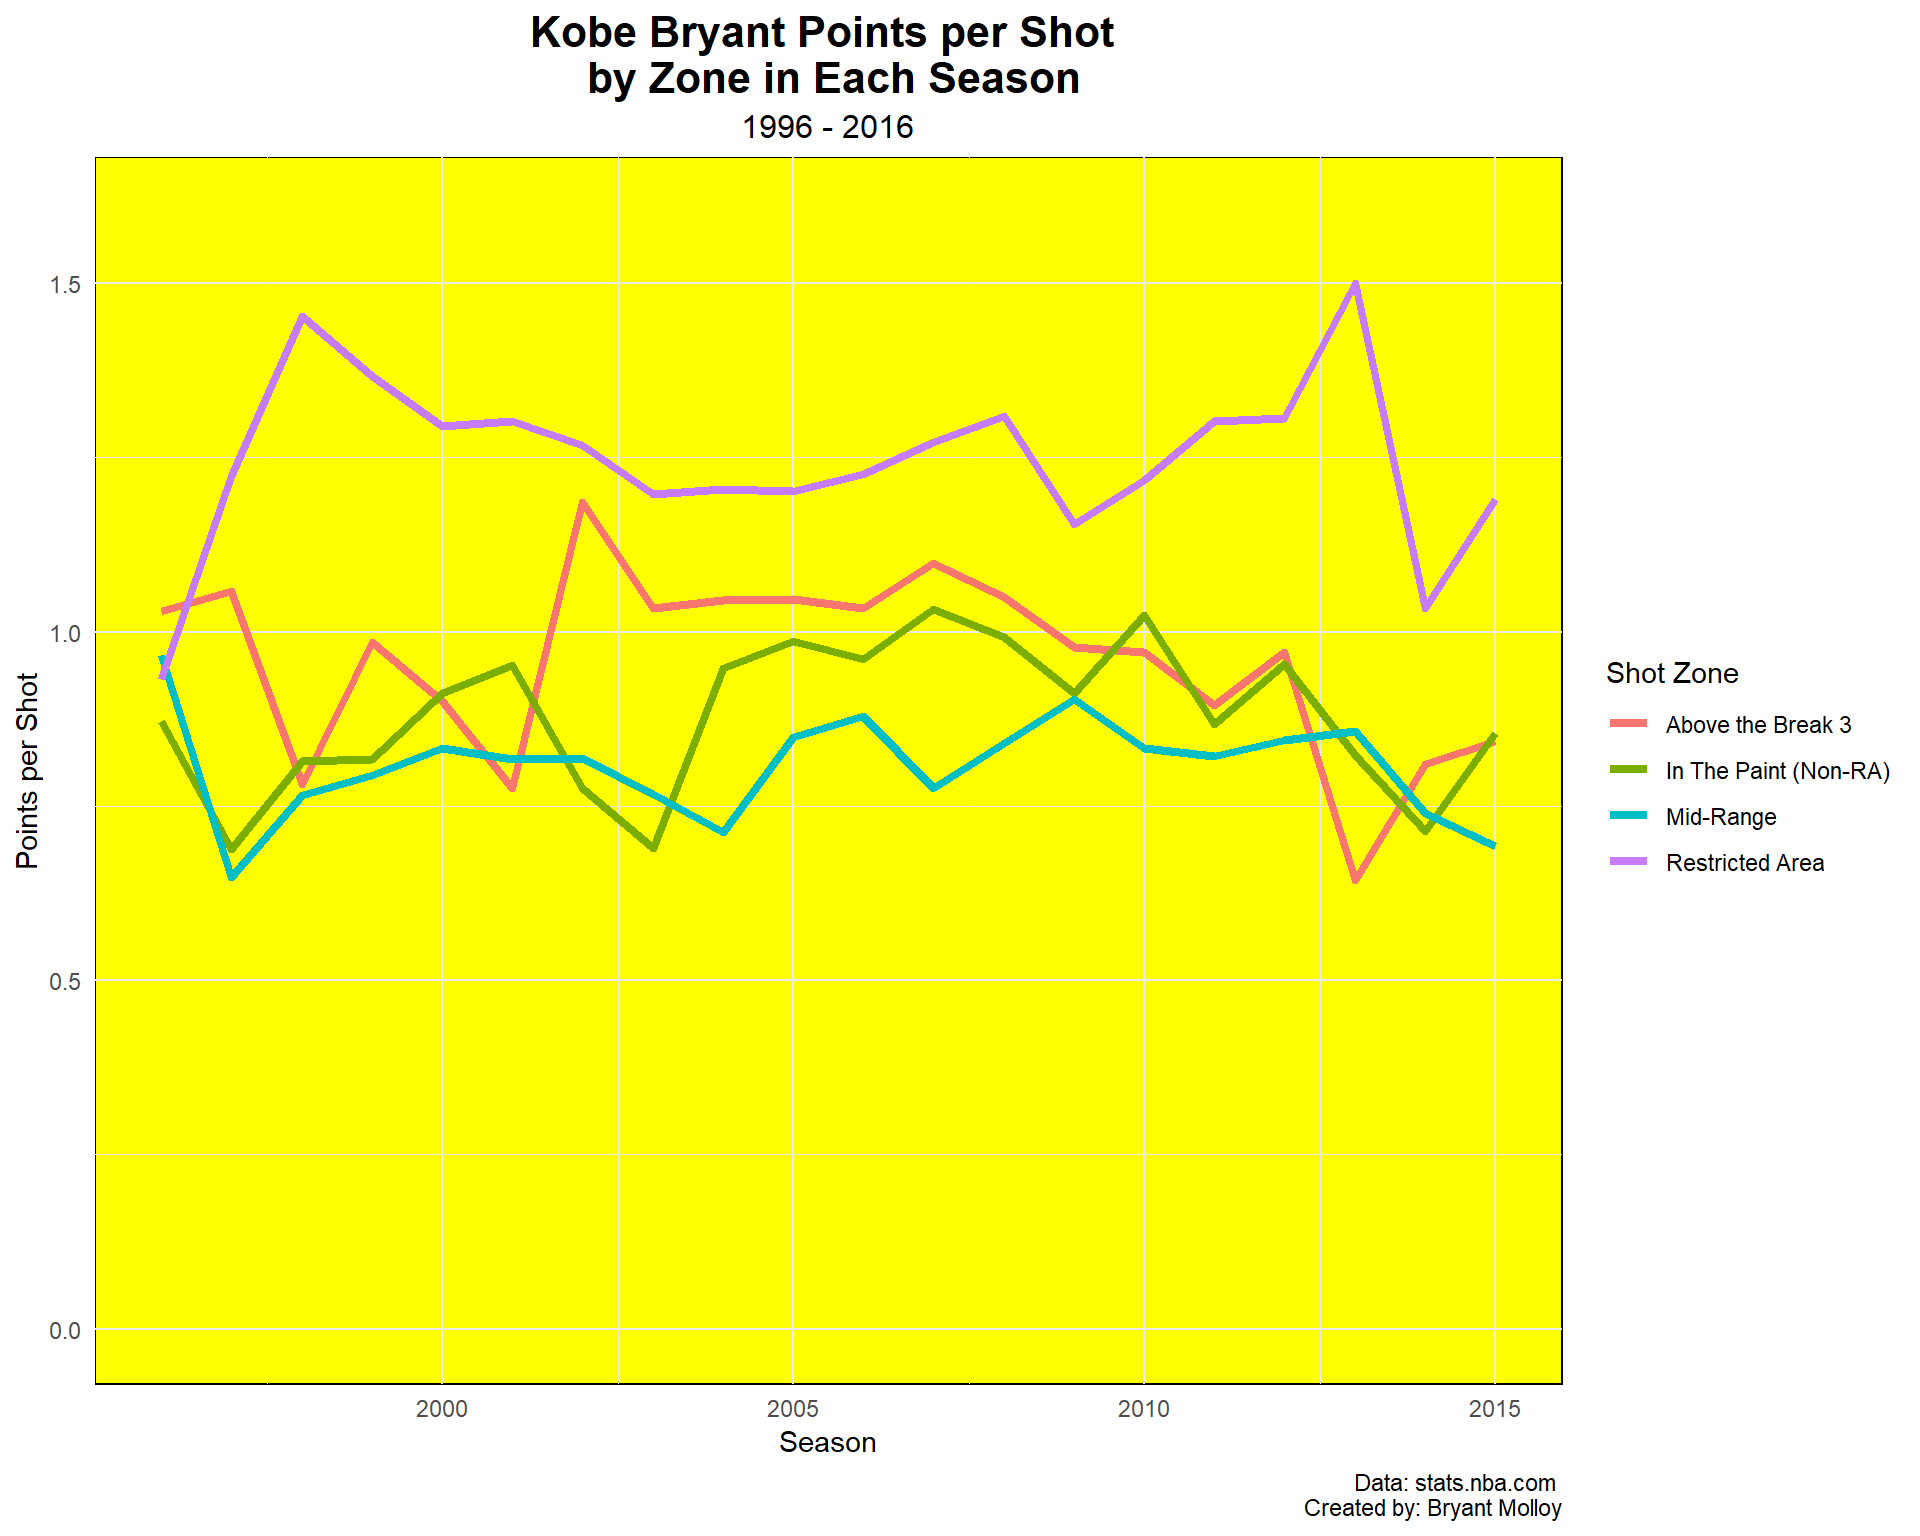 Kobe Bryant Points per Shot
by Zone in Each Season
1996 - 2016
1.5
1.0
0.5
0.0
Points per Shot
2000
2005
2010
2015
Season
Shot Zone
Above the Break 3
In The Paint (Non-RA)
Mid-Range
Restricted Area
Data: stats.nba.com
Created by: Bryant Molloy